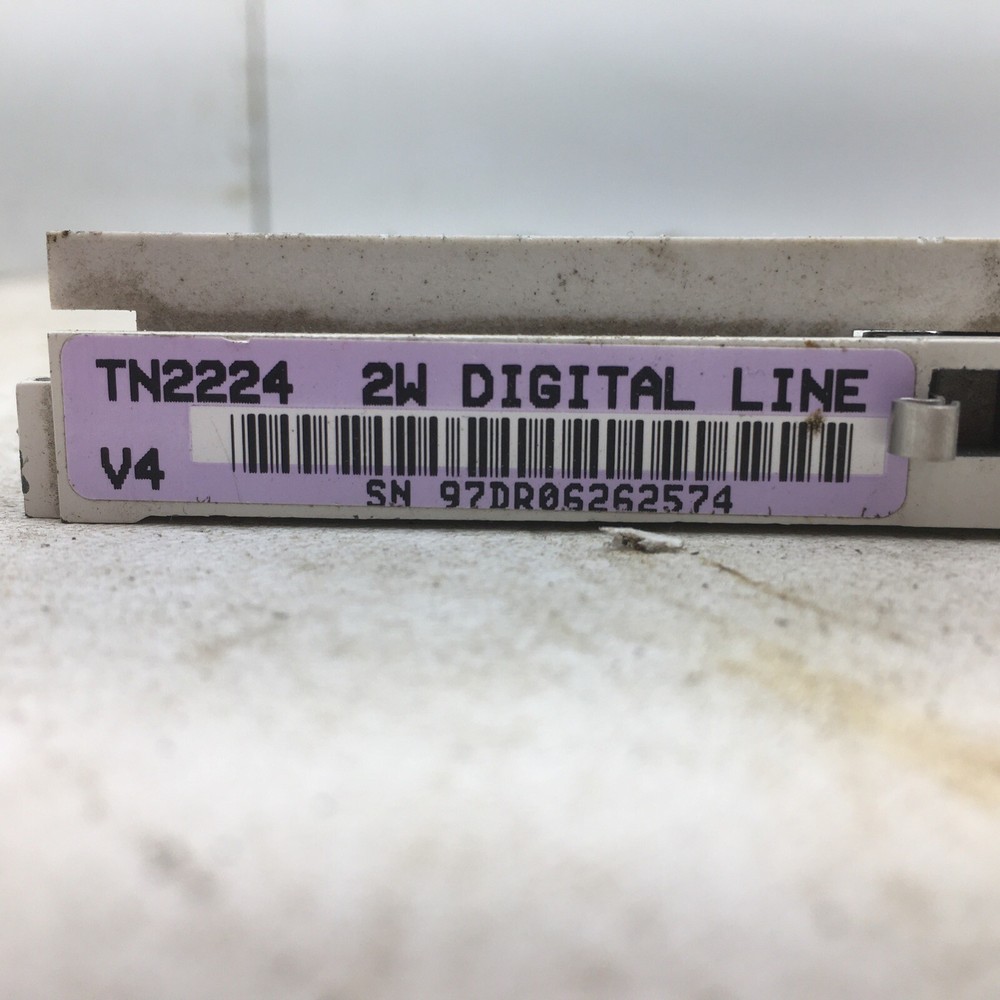 TN2224 2W DIGITAL LINE
V4
SN 97DR06262574